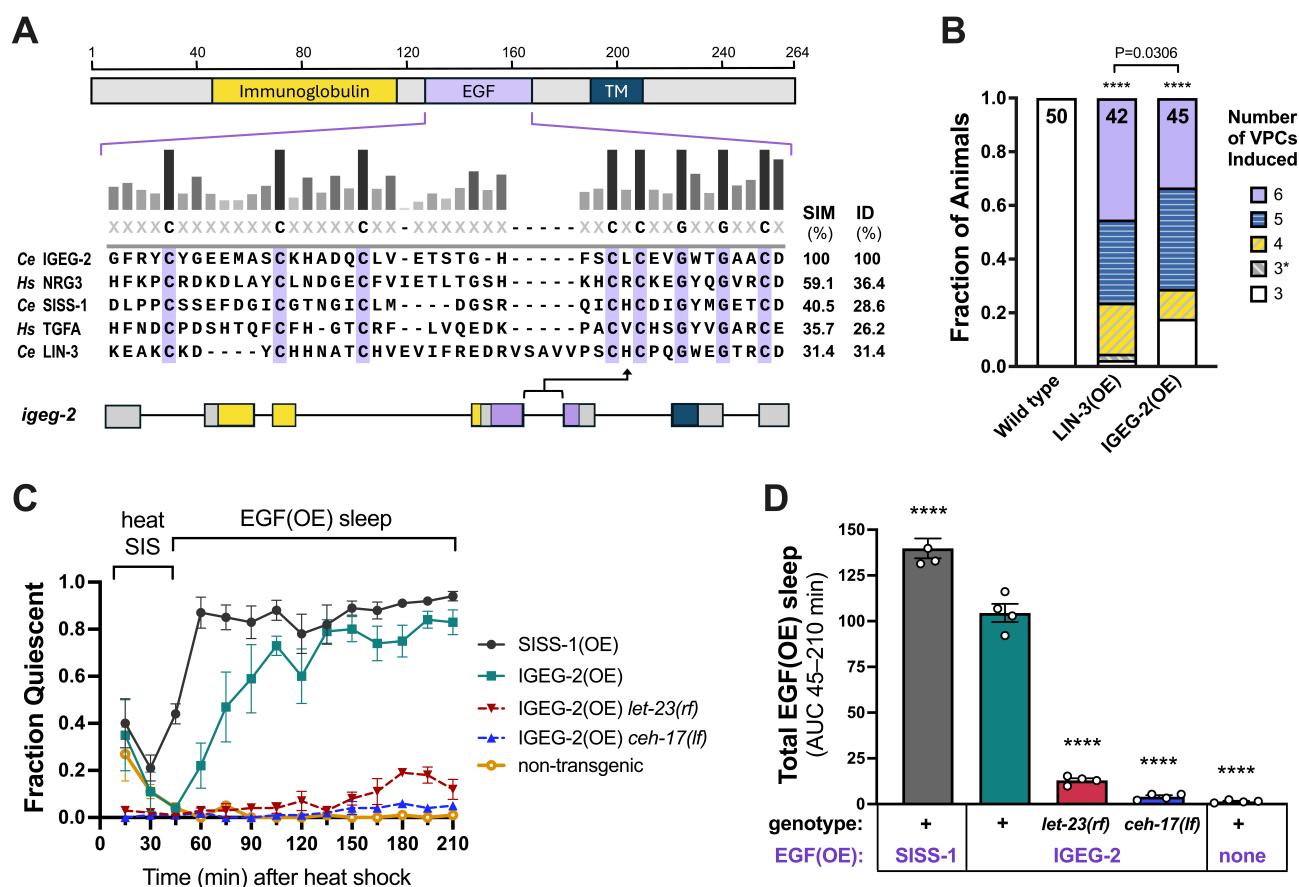 A
1 40 80 120 160 200 240 264
Immunoglobulin EGF TM
XXXXCXXXXXXXCXXXXXCXX-XXXXXXX-----XXCXCXXGXXGXXCX
SIM ID
(%) (%)
Ce IGEG-2 GFRYCYGEEMASCKHADQCLV-ETSTG-H-----FSCLCEVGWTGAACD 100 100
Hs NRG3 HFKPCRDKDLAYCLNDGECFVIETLTGSH-----KHCRCKEGYQGVRCD 59.1 36.4
Ce SISS-1 DLPPCSSEFDGICGTNGICLM----DGSR-----QICHCIDGYMGETCD 40.5 28.6
Hs TGFA HFNDCPDSHTQFCFH-GTCRF--LVQEDK-----PACVCHSGYVGARCE 35.7 26.2
Ce LIN-3 KEAKCKD----YCHHNATCHVEVIFREDRVSAVVPSCHCPQGWEGTRCD 31.4 31.4
igeg-2
B
P=0.0306
**** ****
50 42 45
Fraction of Animals
1.0
0.8
0.6
0.4
0.2
0.0
Wild type
LIN-3(OE)
IGEG-2(OE)
Number
of VPCs
Induced
6
5
4
3*
3
C
heat
SIS
EGF(OE) sleep
Fraction Quiescent
1.0
0.8
0.6
0.4
0.2
0.0
0 30 60 90 120 150 180 210
Time (min) after heat shock
SISS-1(OE)
IGEG-2(OE)
IGEG-2(OE) let-23(rf)
IGEG-2(OE) ceh-17(lf)
non-transgenic
D
Total EGF(OE) sleep
(AUC 45–210 min)
150
125
100
75
50
25
0
**** **** **** ****
genotype: + + let-23(rf) ceh-17(lf) +
EGF(OE): SISS-1 IGEG-2 none